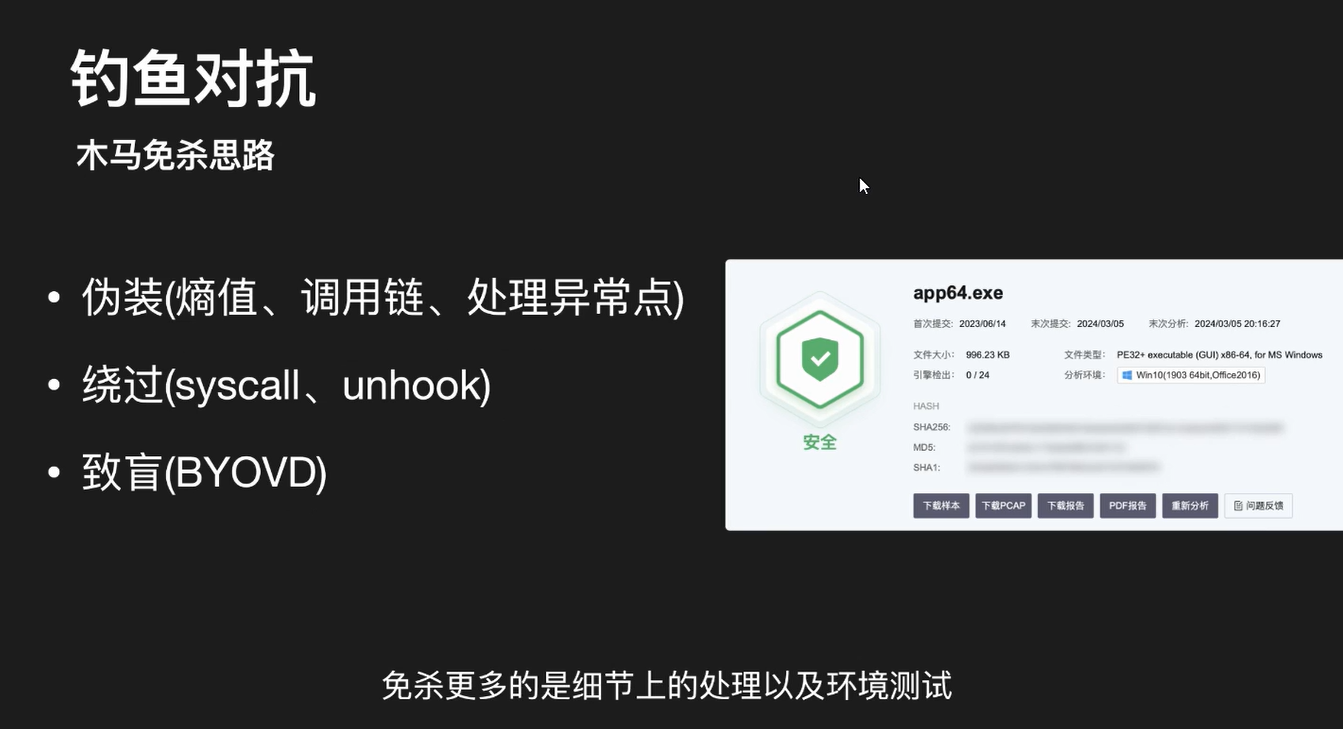 钓鱼对抗
木马免杀思路
• 伪装(熵值、调用链、处理异常点)
• 绕过(syscall、unhook)
• 致盲(BYOVD)
app64.exe
首次提交: 2023/06/14 末次提交: 2024/03/05 末次分析: 2024/03/05 20:16:27
文件大小: 996.23 KB 文件类型: PE32+ executable (GUI) x86-64, for MS Windows
引擎检出: 0 / 24 分析环境: Win10(1903 64bit,Office2016)
HASH
SHA256:
MD5:
SHA1:
安全
下载样本 下载PCAP 下载报告 PDF报告 重新分析 问题反馈
免杀更多的是细节上的处理以及环境测试